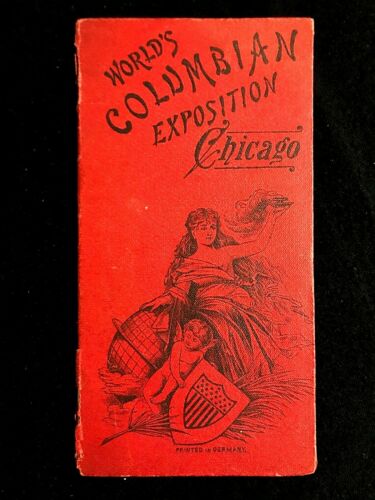 WORLD'S
COLUMBIAN
EXPOSITION
Chicago
PRINTED IN GERMANY.